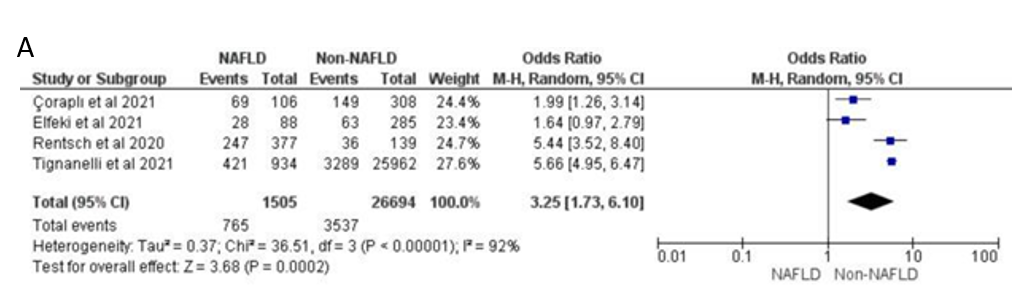 A
NAFLD Non-NAFLD Odds Ratio Odds Ratio
Study or Subgroup Events Total Events Total Weight M-H, Random, 95% CI M-H, Random, 95% CI
Çoraplı et al 2021 69 106 149 308 24.4% 1.99 [1.26, 3.14]
Elfeki et al 2021 28 88 63 285 23.4% 1.64 [0.97, 2.79]
Rentsch et al 2020 247 377 36 139 24.7% 5.44 [3.52, 8.40]
Tignanelli et al 2021 421 934 3289 25962 27.6% 5.66 [4.95, 6.47]
Total (95% CI) 1505 26694 100.0% 3.25 [1.73, 6.10]
Total events 765 3537
Heterogeneity: Tau² = 0.37; Chi² = 36.51, df = 3 (P < 0.00001); I² = 92%
Test for overall effect: Z = 3.68 (P = 0.0002)
0.01 0.1 1 10 100
NAFLD Non-NAFLD